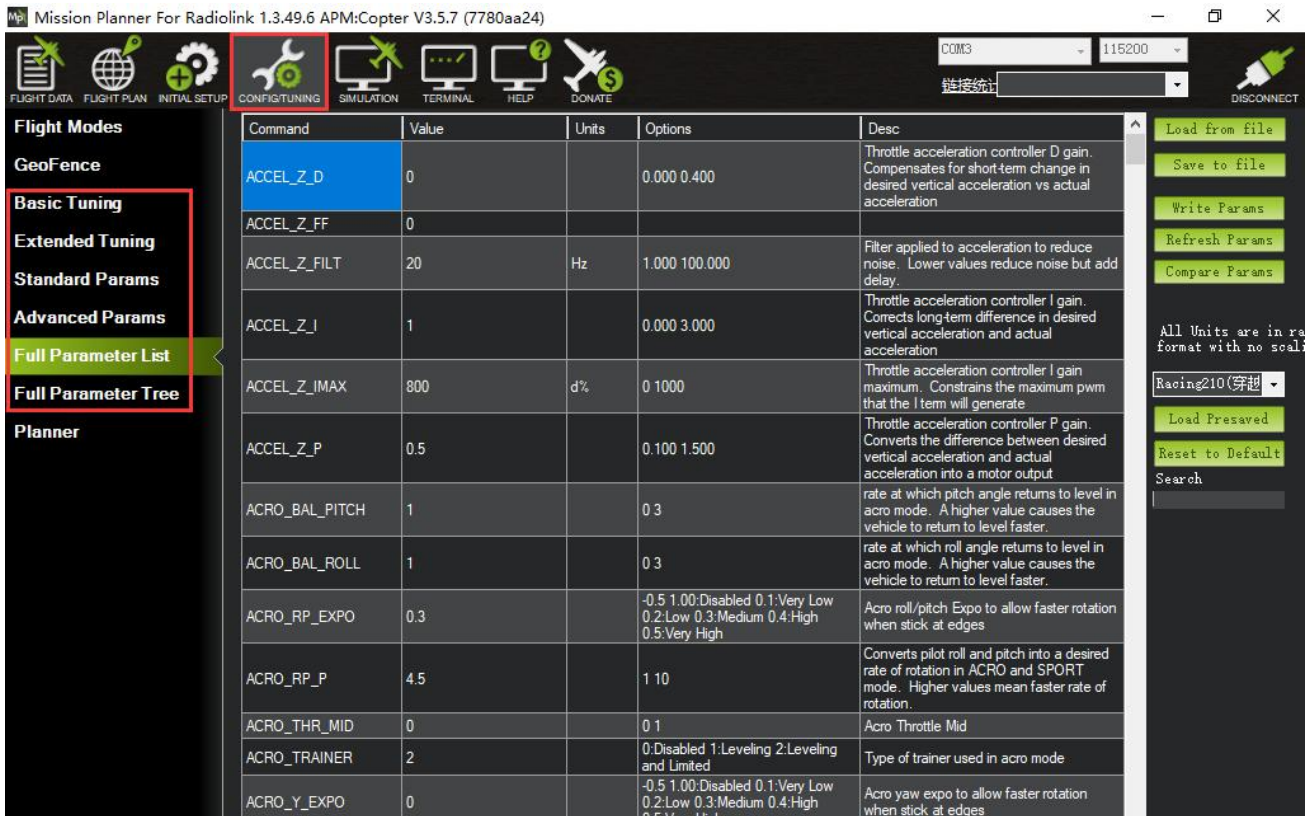 Mission Planner For Radiolink 1.3.49.6 APM:Copter V3.5.7 (7780aa24)
FLIGHT DATA FLIGHT PLAN INITIAL SETUP CONFIG/TUNING SIMULATION TERMINAL HELP DONATE
COM3 115200
链接统计
DISCONNECT
Flight Modes
GeoFence
Basic Tuning
Extended Tuning
Standard Params
Advanced Params
Full Parameter List
Full Parameter Tree
Planner
Command Value Units Options Desc
ACCEL_Z_D 0 0.000 0.400 Throttle acceleration controller D gain.
Compensates for short-term change in
desired vertical acceleration vs actual
acceleration
ACCEL_Z_FF 0
ACCEL_Z_FILT 20 Hz 1.000 100.000 Filter applied to acceleration to reduce
noise. Lower values reduce noise but add
delay.
ACCEL_Z_I 1 0.000 3.000 Throttle acceleration controller I gain.
Corrects long-term difference in desired
vertical acceleration and actual
acceleration
ACCEL_Z_IMAX 800 d% 0 1000 Throttle acceleration controller I gain
maximum. Constrains the maximum pwm
that the I term will generate
ACCEL_Z_P 0.5 0.100 1.500 Throttle acceleration controller P gain.
Converts the difference between desired
vertical acceleration and actual
acceleration into a motor output
ACRO_BAL_PITCH 1 0 3 rate at which pitch angle returns to level in
acro mode. A higher value causes the
vehicle to return to level faster.
ACRO_BAL_ROLL 1 0 3 rate at which roll angle returns to level in
acro mode. A higher value causes the
vehicle to return to level faster.
ACRO_RP_EXPO 0.3 -0.5 1.00:Disabled 0.1:Very Low
0.2:Low 0.3:Medium 0.4:High
0.5:Very High
Acro roll/pitch Expo to allow faster rotation
when stick at edges
ACRO_RP_P 4.5 1 10 Converts pilot roll and pitch into a desired
rate of rotation in ACRO and SPORT
mode. Higher values mean faster rate of
rotation.
ACRO_THR_MID 0 0 1 Acro Throttle Mid
ACRO_TRAINER 2 0:Disabled 1:Leveling 2:Leveling
and Limited
Type of trainer used in acro mode
ACRO_Y_EXPO 0 -0.5 1.00:Disabled 0.1:Very Low
0.2:Low 0.3:Medium 0.4:High
Acro yaw expo to allow faster rotation
when stick at edges
Load from file
Save to file
Write Params
Refresh Params
Compare Params
All Units are in ra
format with no scali
Racing210(穿越
Load Presaved
Reset to Default
Search